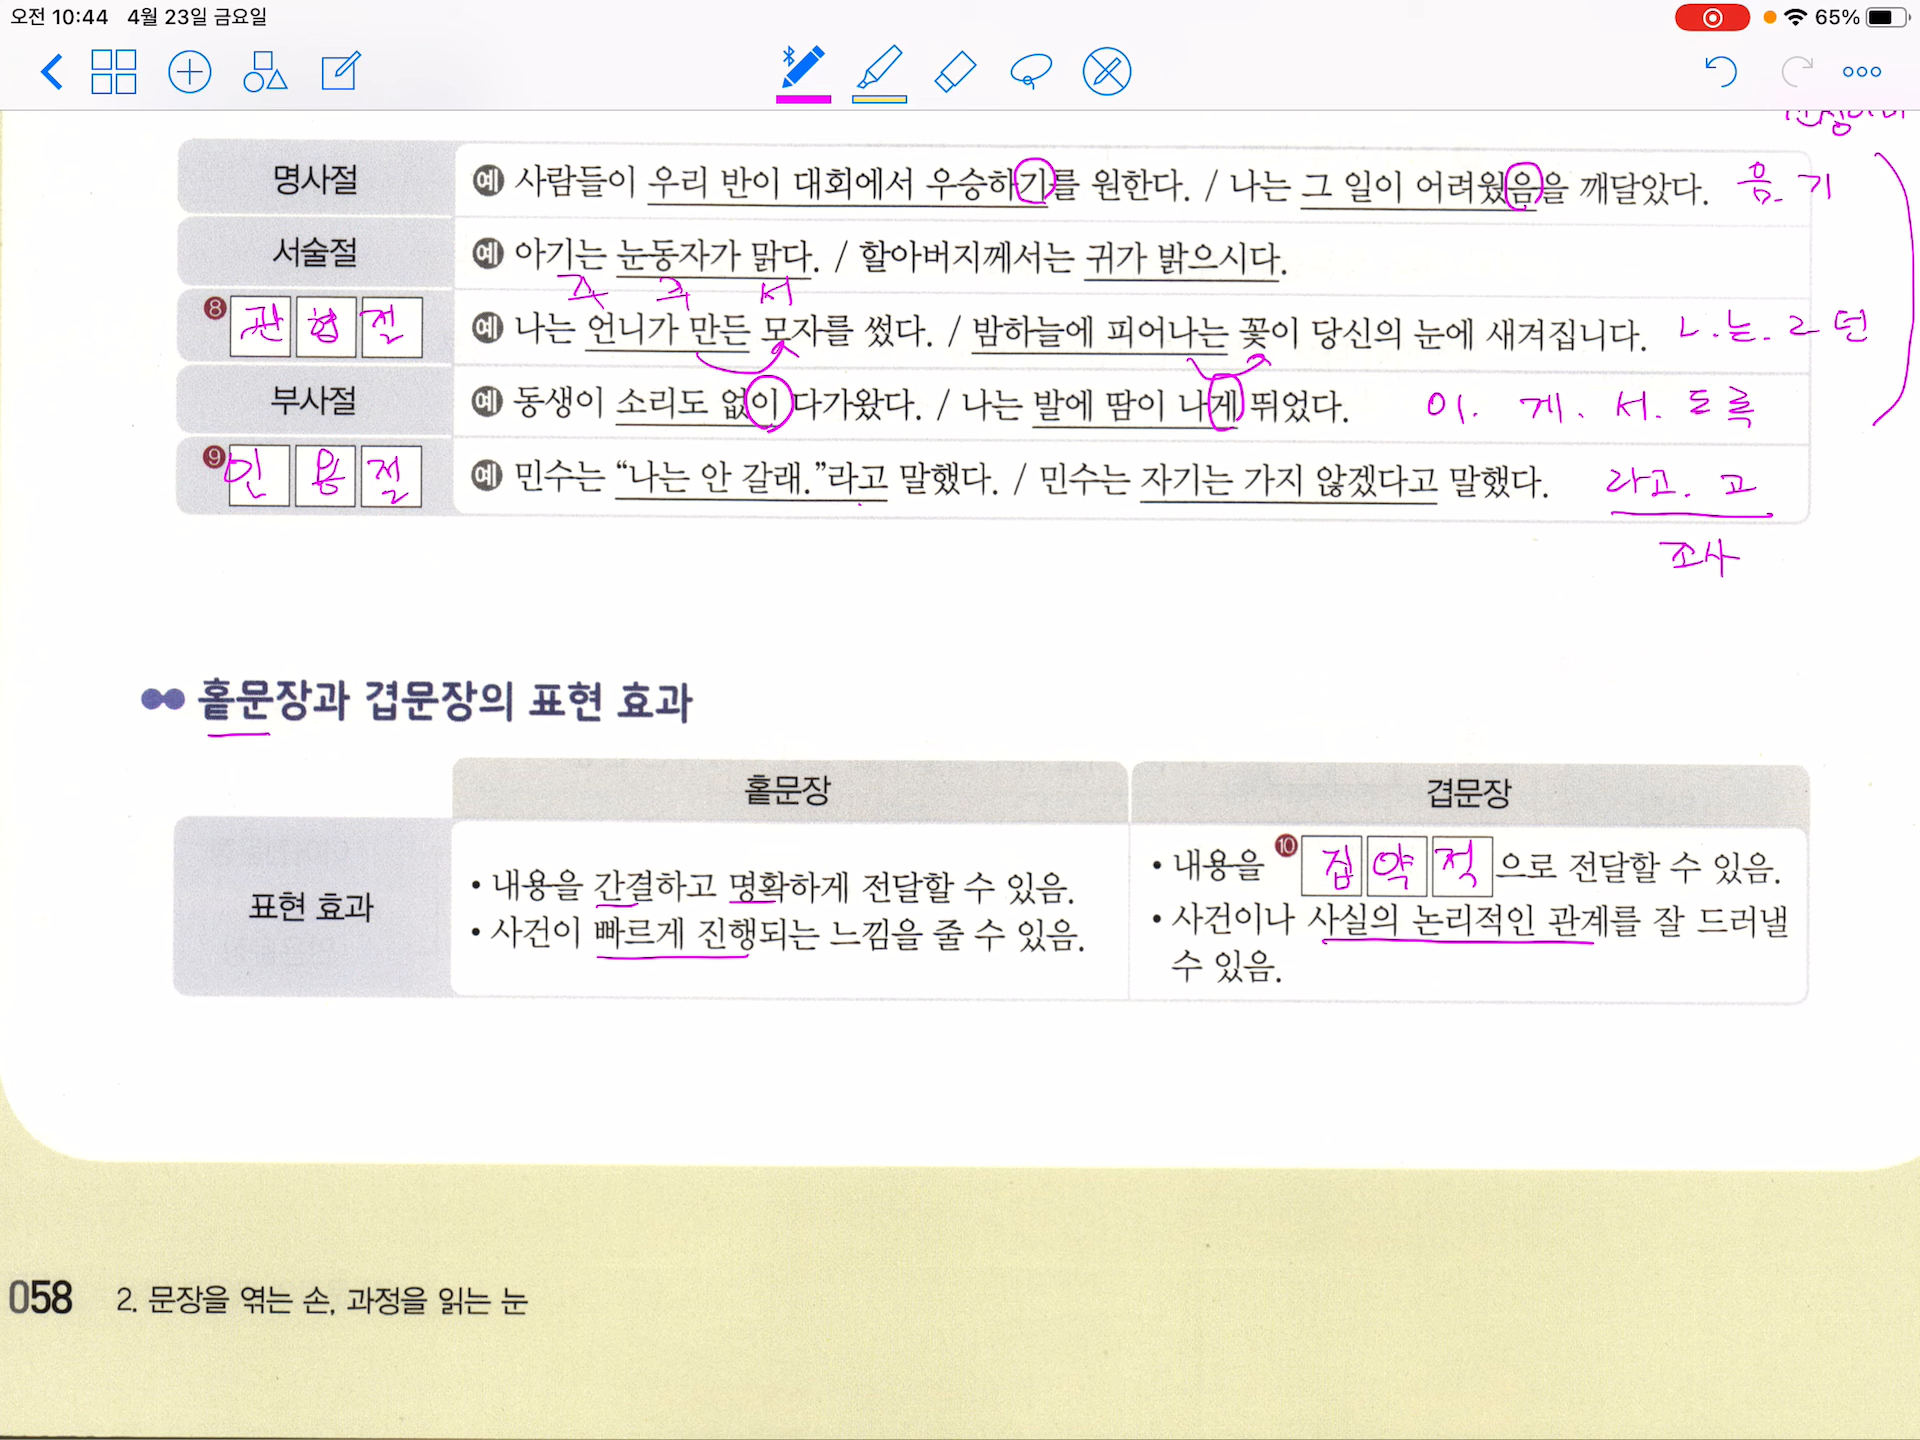 오전 10:44 4월 23일 금요일
65%
명사절 예 사람들이 우리 반이 대회에서 우승하기를 원한다. / 나는 그 일이 어려웠음을 깨달았다. 음. 기
서술절 예 아기는 눈동자가 맑다. / 할아버지께서는 귀가 밝으시다.
주 주 서
8 관형절 예 나는 언니가 만든 모자를 썼다. / 밤하늘에 피어나는 꽃이 당신의 눈에 새겨집니다. ㄴ.는.ㄹ 던
부사절 예 동생이 소리도 없이 다가왔다. / 나는 발에 땀이 나게 뛰었다. 이. 게. 서. 도록
9 인용절 예 민수는 “나는 안 갈래.”라고 말했다. / 민수는 자기는 가지 않겠다고 말했다. 라고. 고
조사
홑문장과 겹문장의 표현 효과
홑문장 겹문장
표현 효과
• 내용을 간결하고 명확하게 전달할 수 있음.
• 사건이 빠르게 진행되는 느낌을 줄 수 있음.
• 내용을 10 집약적으로 전달할 수 있음.
• 사건이나 사실의 논리적인 관계를 잘 드러낼
수 있음.
058 2. 문장을 엮는 손, 과정을 읽는 눈